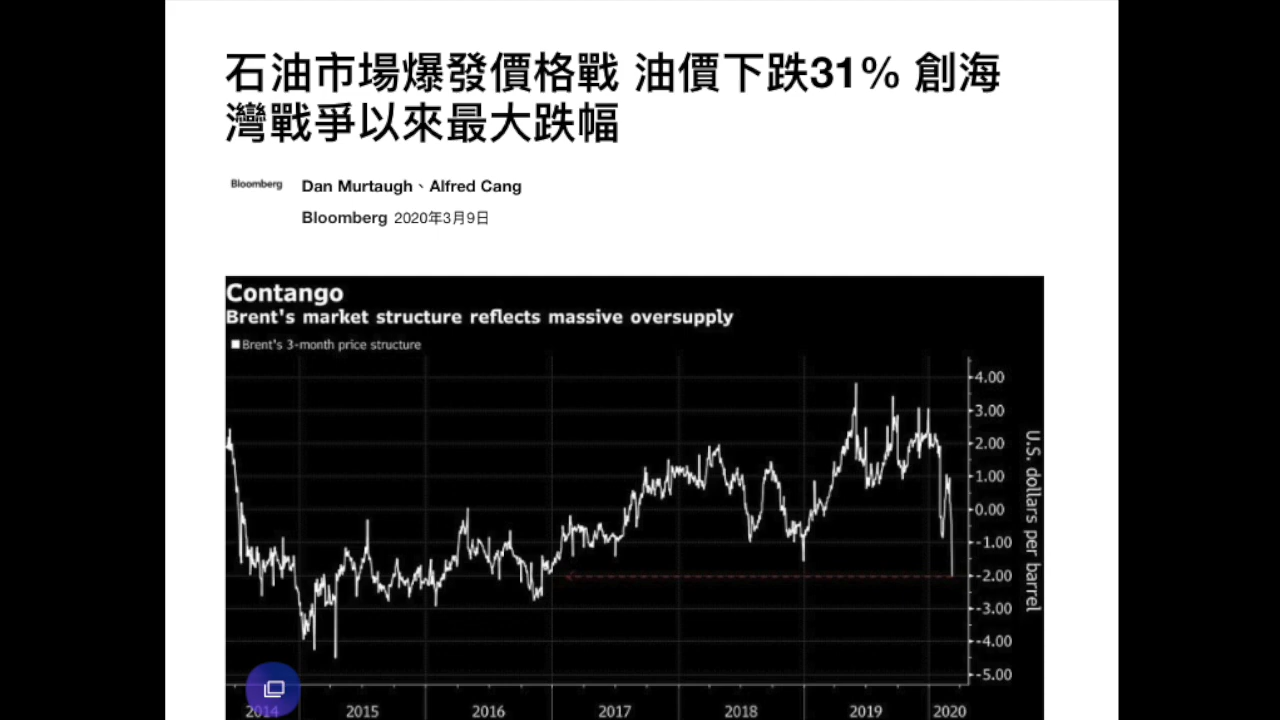 石油市場爆發價格戰 油價下跌31% 創海
灣戰爭以來最大跌幅
Bloomberg
Dan Murtaugh、Alfred Cang
Bloomberg 2020年3月9日
Contango
Brent's market structure reflects massive oversupply
Brent's 3-month price structure
4.00
3.00
2.00
1.00
0.00
-1.00
-2.00
-3.00
-4.00
-5.00
U.S. dollars per barrel
2014 2015 2016 2017 2018 2019 2020